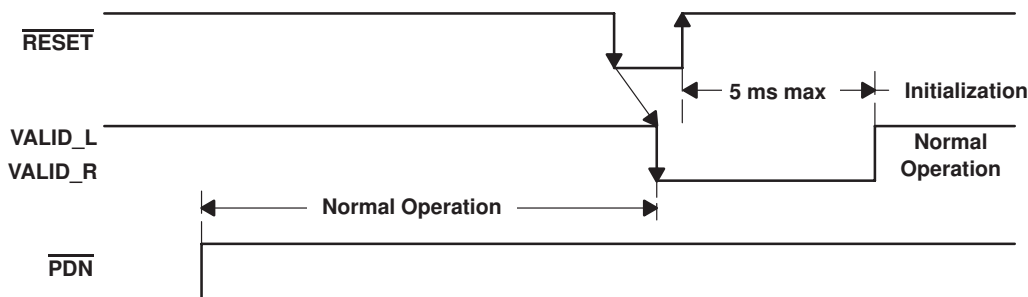 RESET
5 ms max
Initialization
VALID_L
VALID_R
Normal
Operation
Normal Operation
PDN